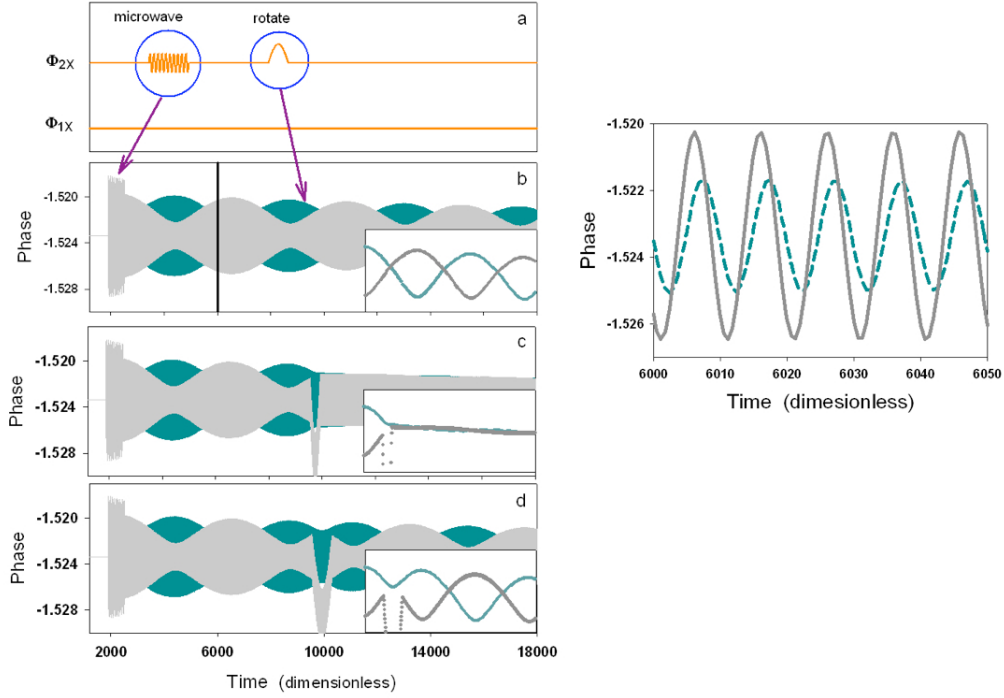 microwave
rotate
a
Φ2X
Φ1X
b
-1.520
-1.524
-1.528
Phase
c
-1.520
-1.524
-1.528
Phase
d
-1.520
-1.524
-1.528
Phase
2000 6000 10000 14000 18000
Time (dimensionless)
-1.520
-1.522
-1.524
-1.526
Phase
6000 6010 6020 6030 6040 6050
Time (dimesionless)